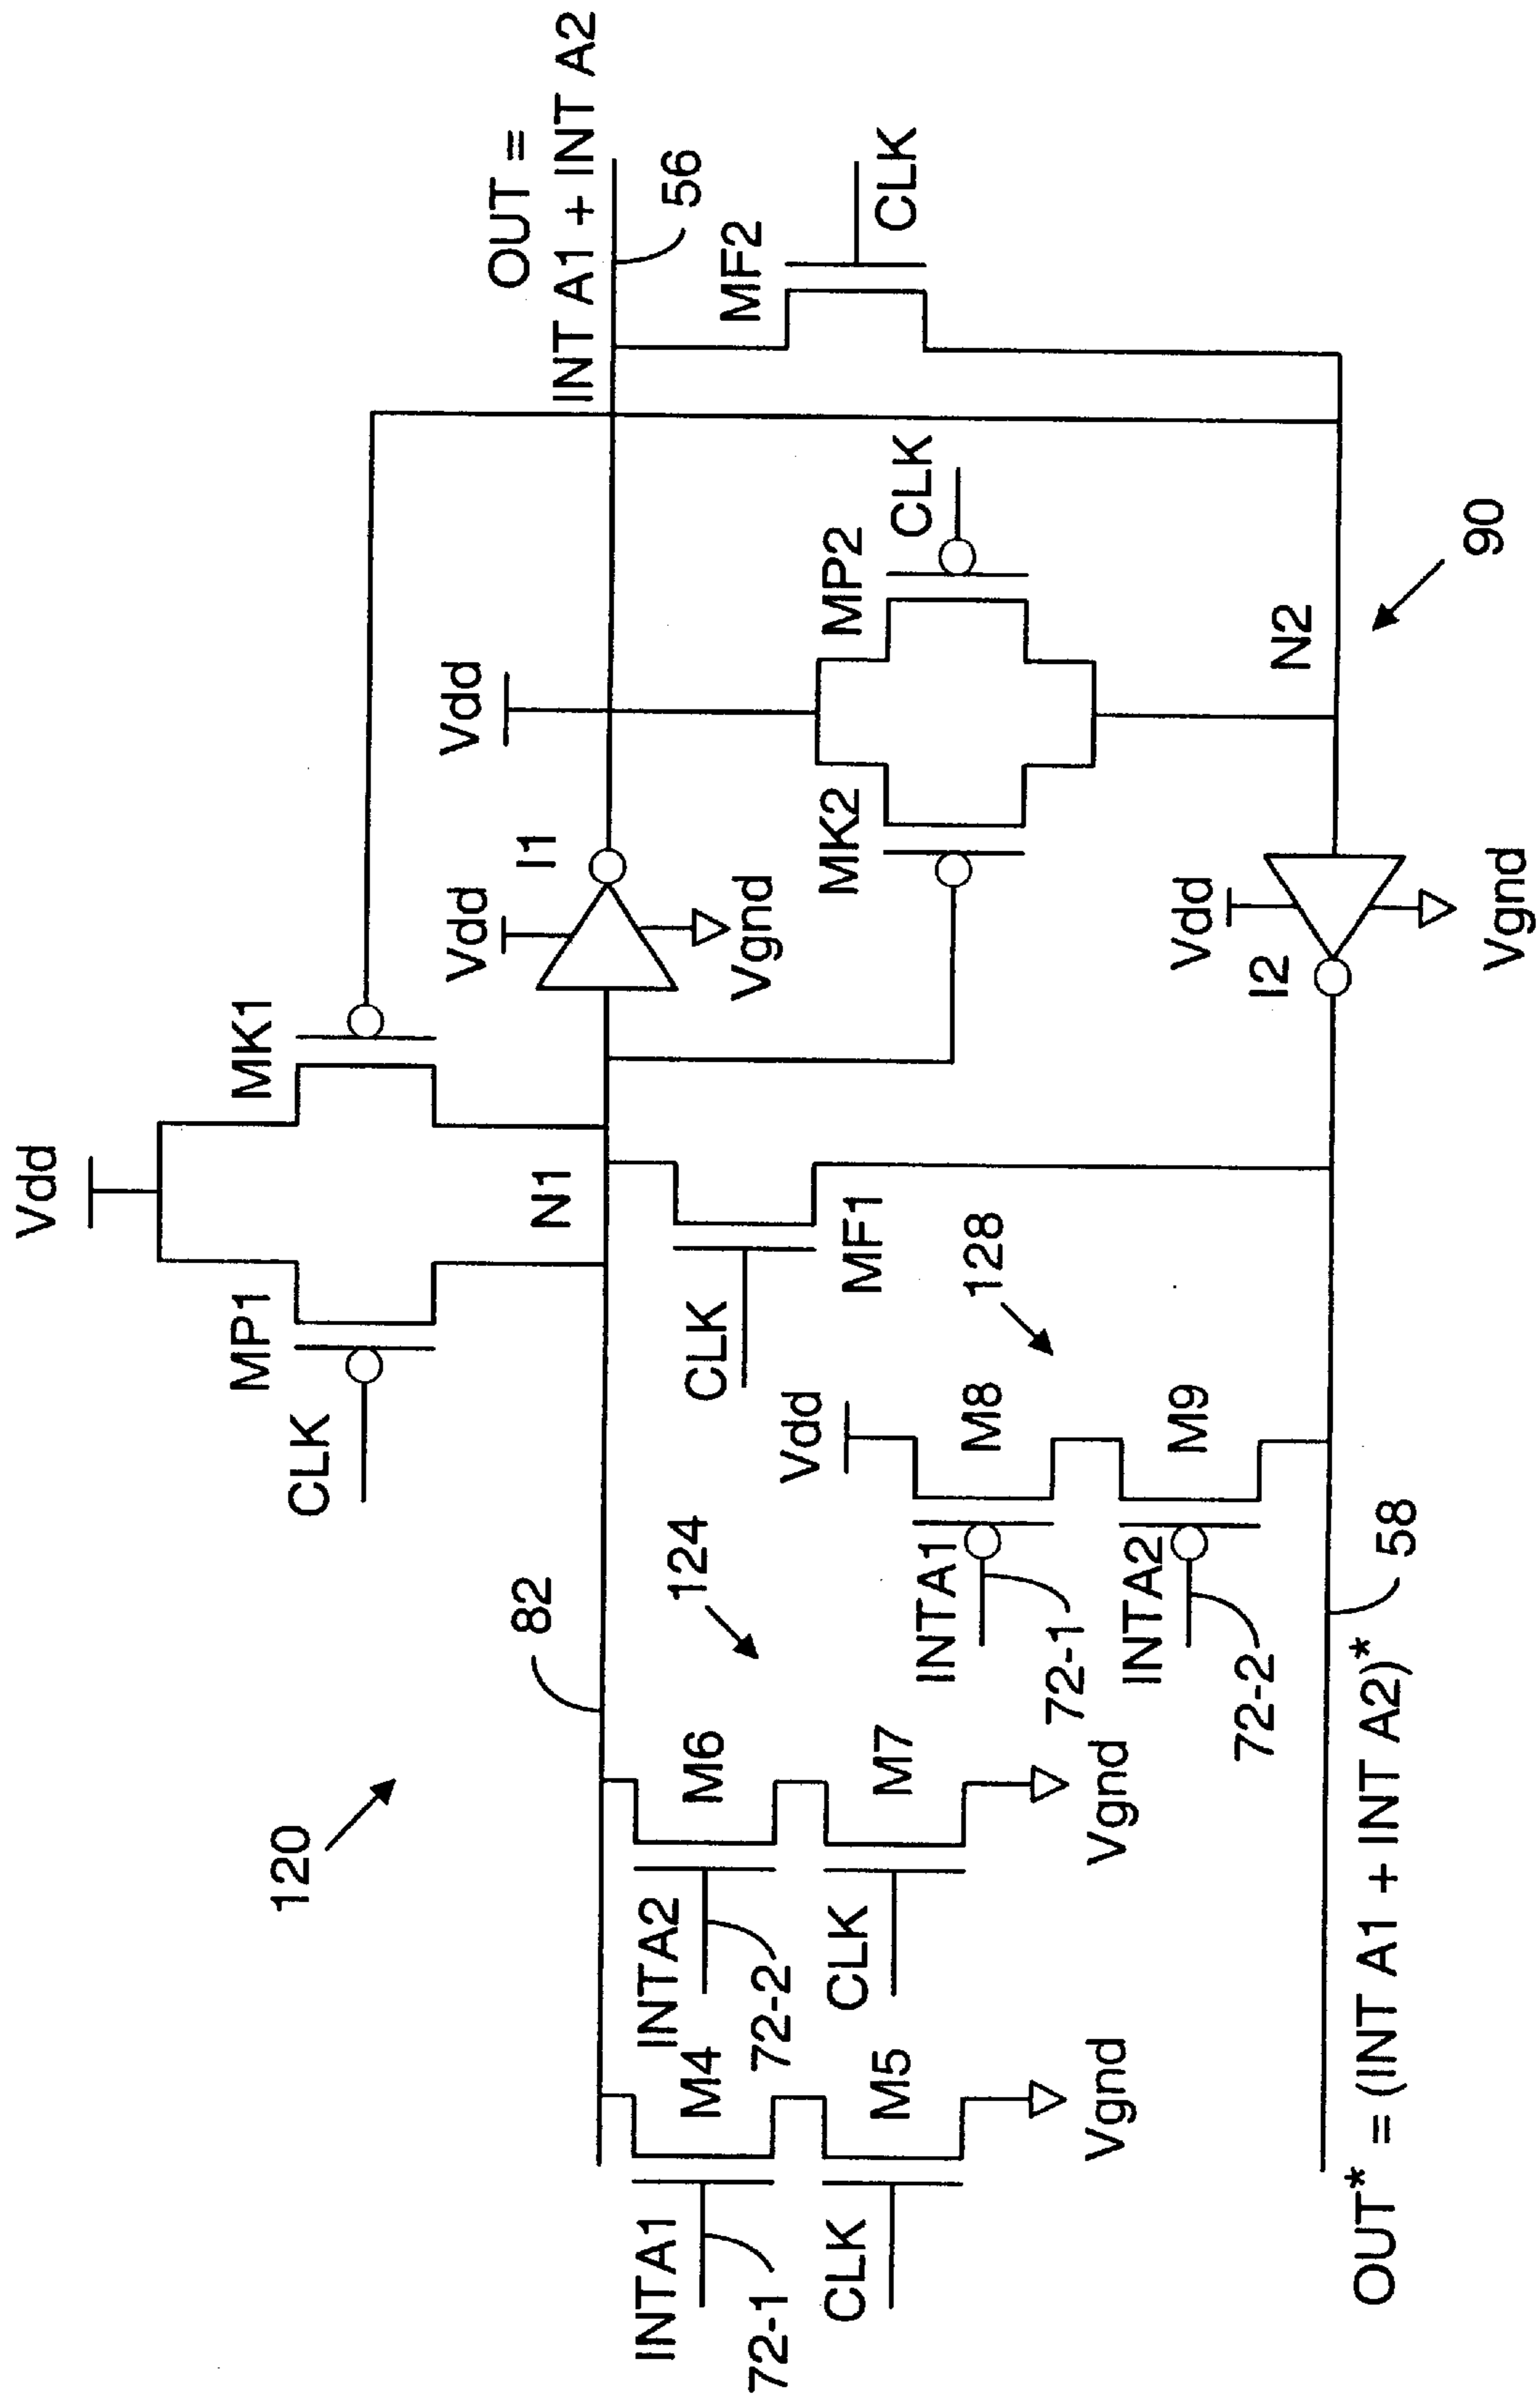 120
Vdd
MP1
MK1
CLK
OUT =
INT A1 + INT A2
82
N1
Vdd
I1
Vdd
56
124
INTA1
M4
INTA2
M6
CLK
MF1
Vgnd
MF2
CLK
72-1
72-2
Vdd
MK2
MP2
CLK
CLK
M5
CLK
M7
128
INTA1
M8
72-1
Vgnd
Vgnd
INTA2
M9
72-2
Vdd
I2
N2
58
Vgnd
90
OUT* = (INT A1 + INT A2)*